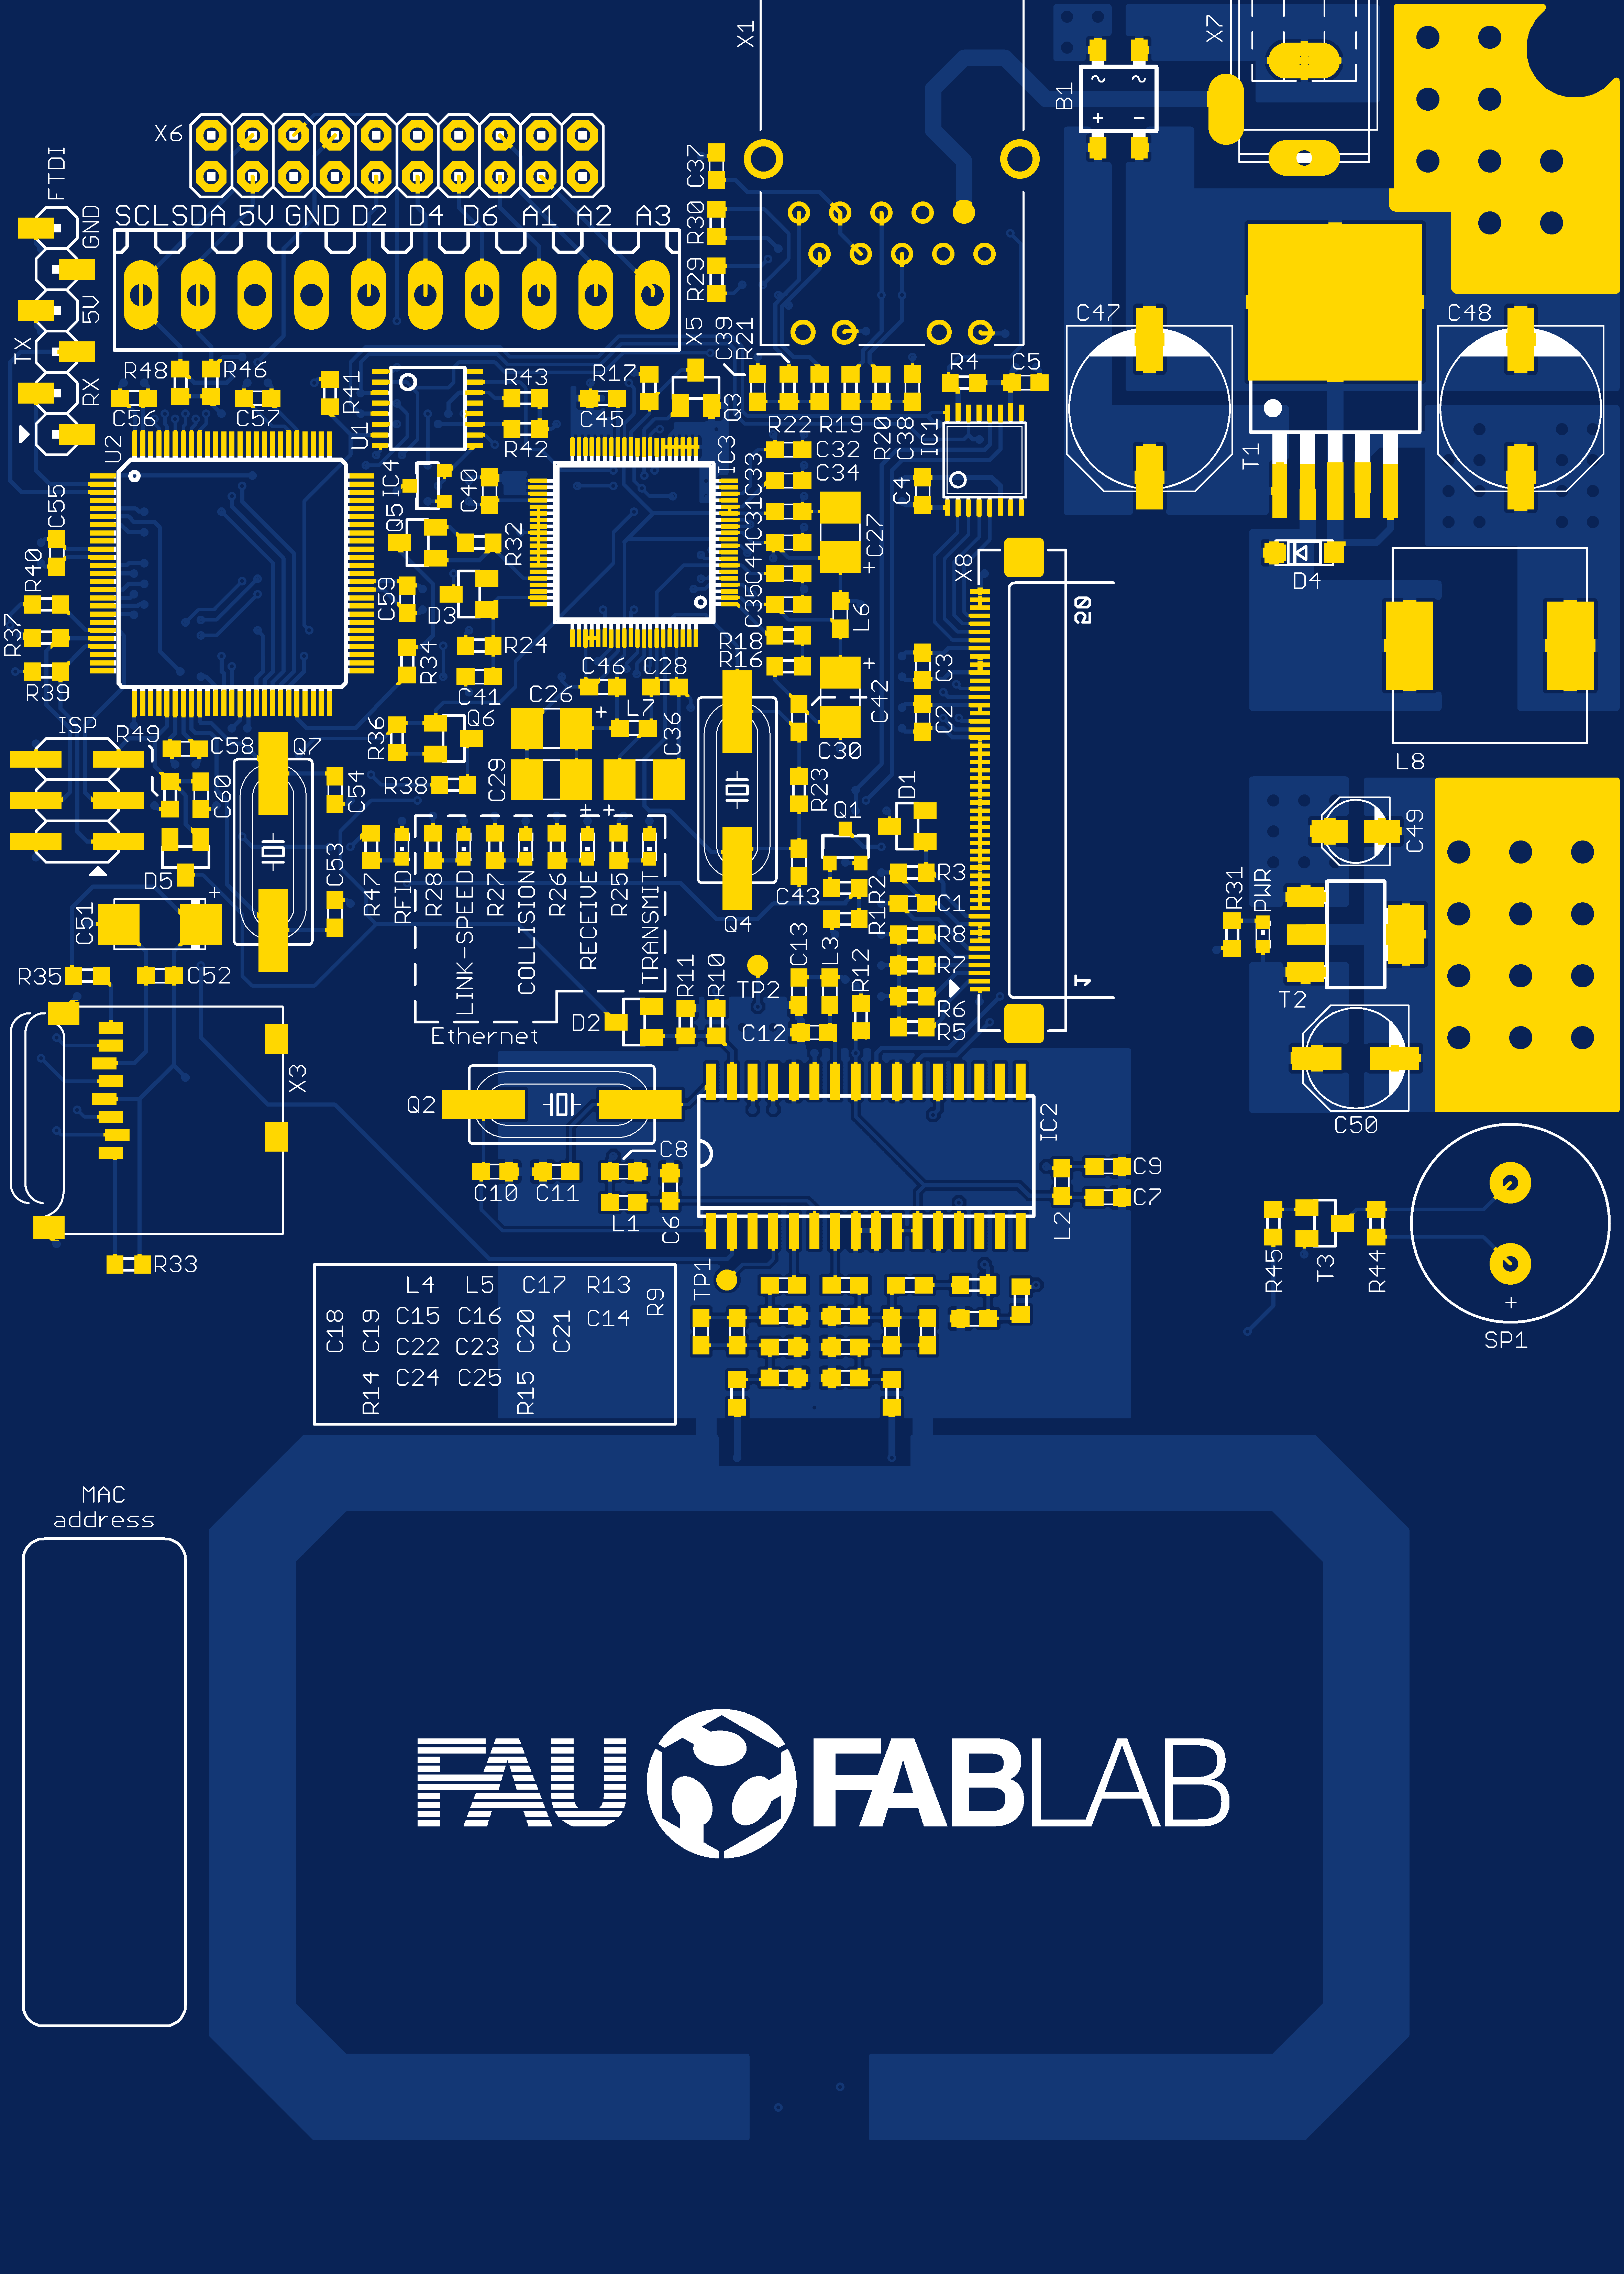 X1
X7
B1
X6
FTDI
C37
GND
SCL SDA 5V GND D2 D4 D6 A1 A2 A3
R30
5V
R29
C47
C48
TX
X5
C39
R21
RX
R48
R46
R41
R43
R17
R4
C5
C56
C57
C45
Q3
R22
R19
R20
C38
IC1
U2
U1
R42
IC3
C32
C34
T1
C55
Q5
IC4
C40
C33
C31
C4
C27
+
R40
R32
C44
X8
D4
R37
C59
D3
C35
L6
20
R39
R34
R24
R18
R16
C3
C41
C46
C28
+
C42
ISP
R49
C58
Q7
R36
Q6
C26
+
L7
C36
C30
C2
L8
C60
C54
R38
C29
+
+
R23
D1
Q1
C49
D5
+
C51
C53
R47
RFID
R28
LINK-SPEED
R27
COLLISION
R26
RECEIVE
R25
TRANSMIT
Q4
C43
R2
R1
R3
C1
R8
R31
PWR
R35
C52
R11
R10
TP2
C13
L3
R12
R7
1
R6
R5
T2
Ethernet
D2
C12
X3
Q2
IC2
C50
C8
C10
C11
L1
C6
L2
C9
C7
R33
TP1
R45
T3
R44
+
SP1
L4 L5 C17 R13
R9
C18 C19 C15 C16 C20 C21 C14
C22 C23
R14 C24 C25 R15
MAC
address
FAU FABLAB